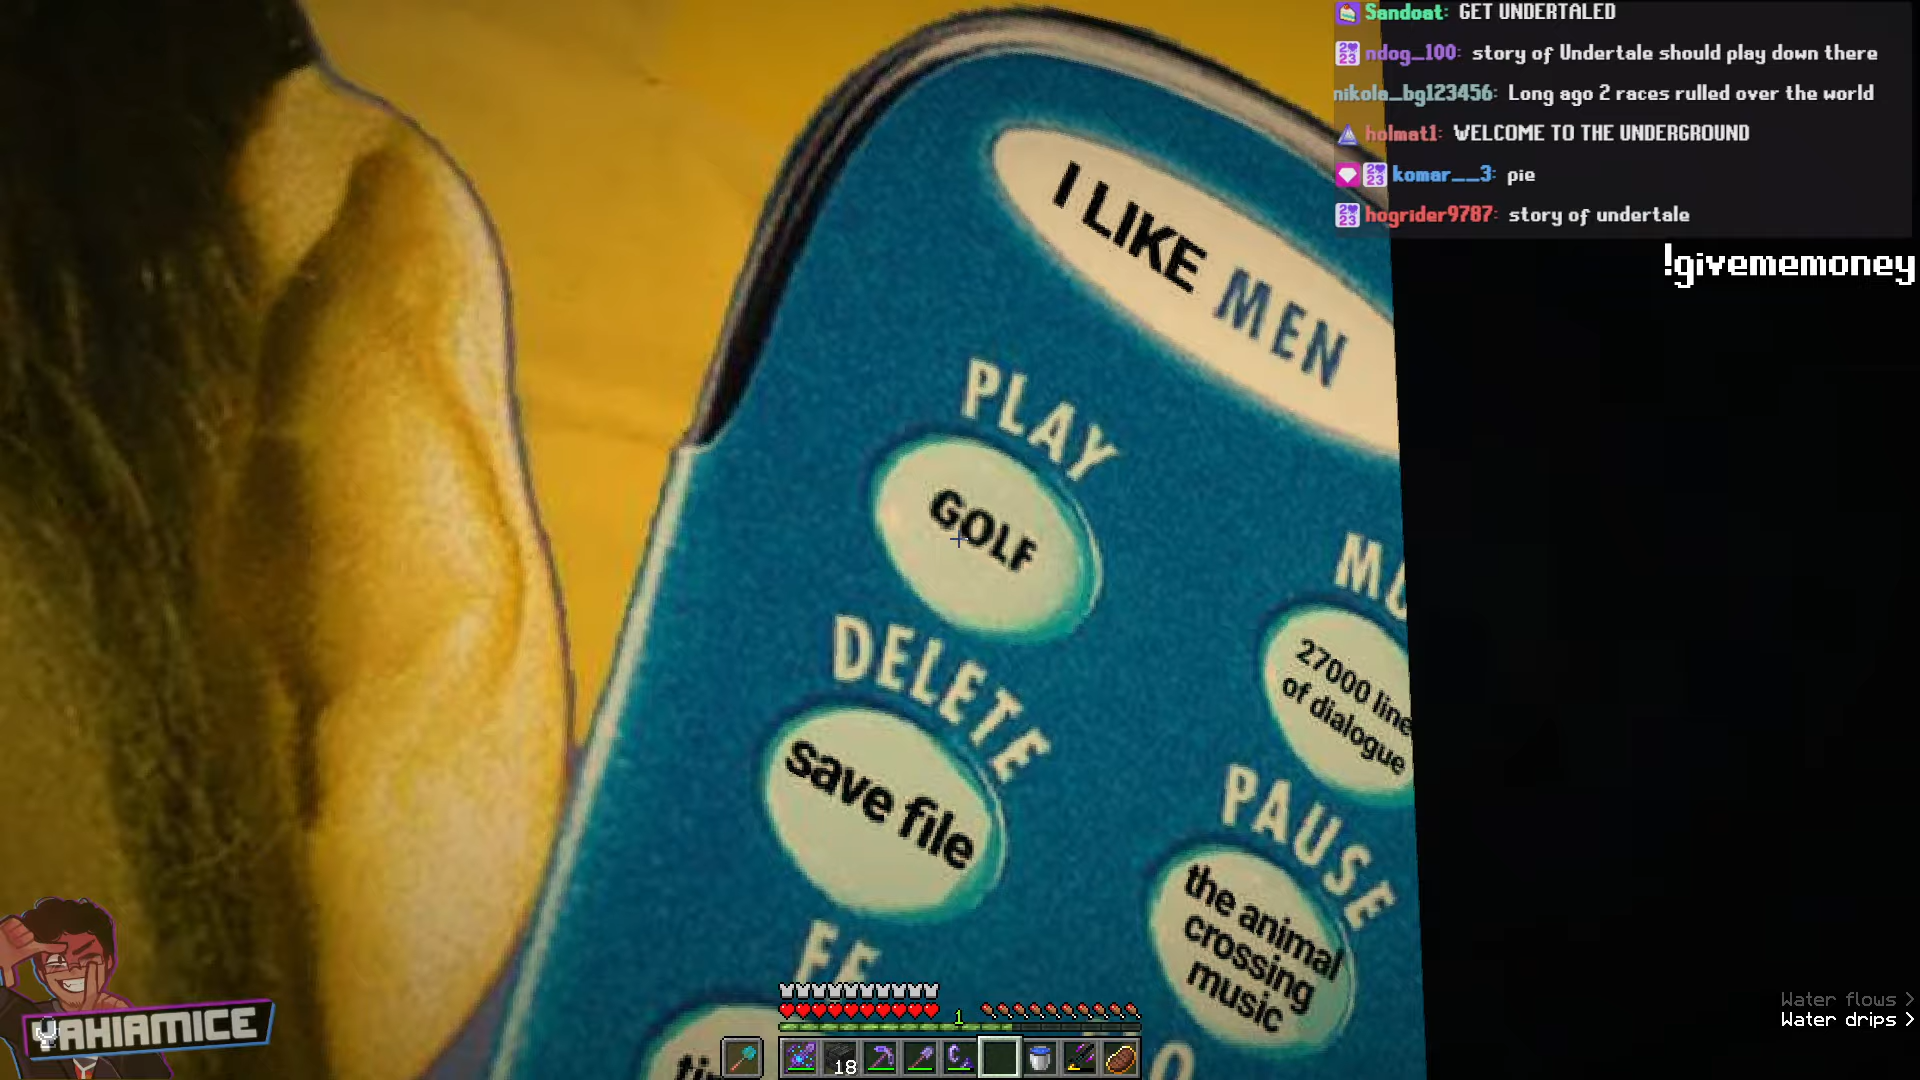 Sandoat: GET UNDERTALED
ndog_100: story of Undertale should play down there
nikola_bg123456: Long ago 2 races rulled over the world
holmat1: WELCOME TO THE UNDERGROUND
komar__3: pie
hogrider9787: story of undertale
!givememoney
I LIKE MEN
PLAY
GOLF
DELETE
save file
27000 line
of dialogue
PAUSE
the animal
crossing
music
YAHIAMICE
1
18
Water flows >
Water drips >